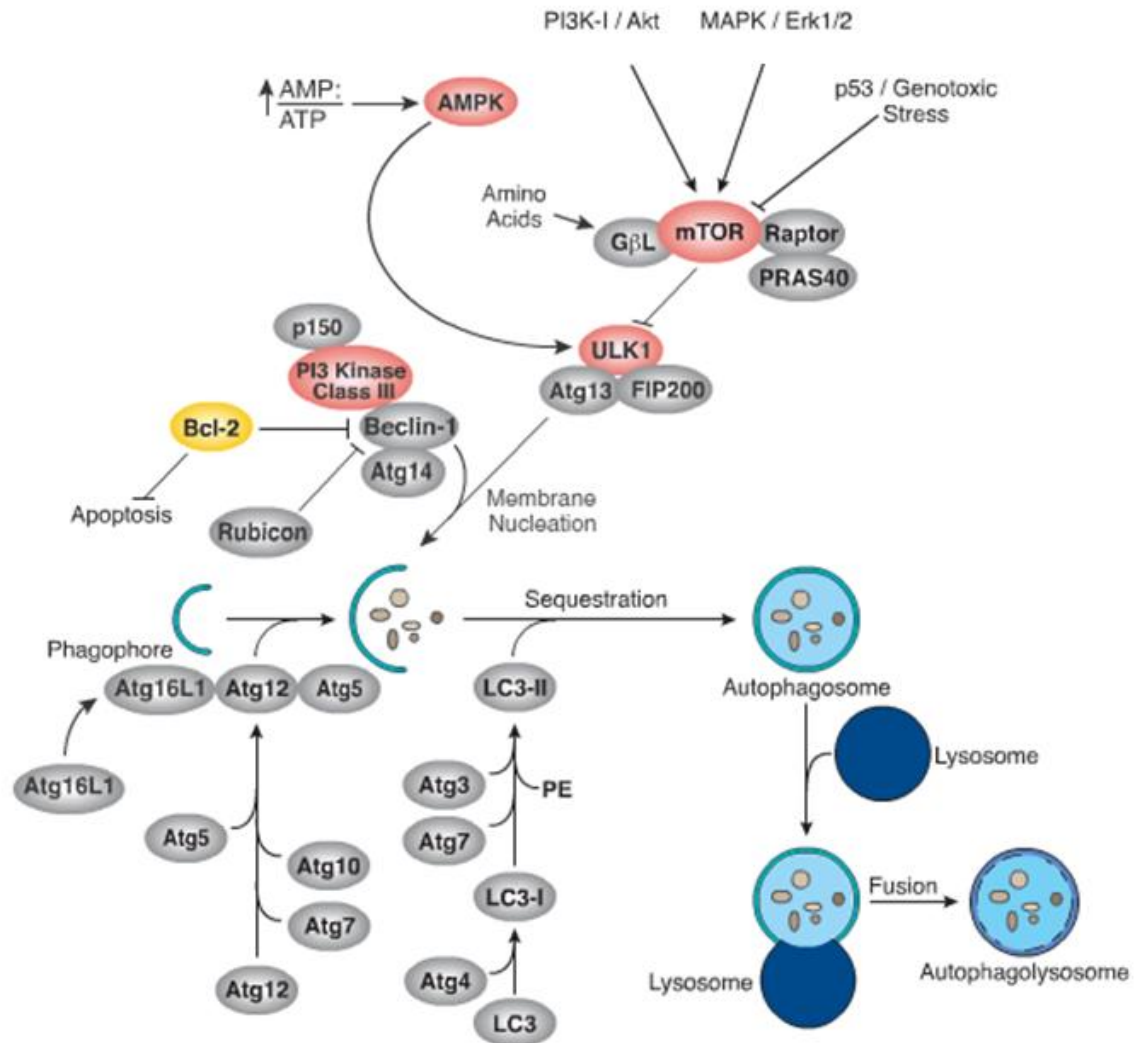 PI3K-I / Akt
MAPK / Erk1/2
AMP:
ATP
AMPK
p53 / Genotoxic
Stress
Amino
Acids
GβL
mTOR
Raptor
PRAS40
p150
PI3 Kinase
Class III
ULK1
Atg13
FIP200
Bcl-2
Beclin-1
Atg14
Apoptosis
Rubicon
Membrane
Nucleation
Phagophore
Sequestration
Atg16L1
Atg12
Atg5
LC3-II
Autophagosome
Atg16L1
Atg3
PE
Lysosome
Atg5
Atg7
Atg10
LC3-I
Fusion
Atg7
Atg12
Atg4
LC3
Lysosome
Autophagolysosome